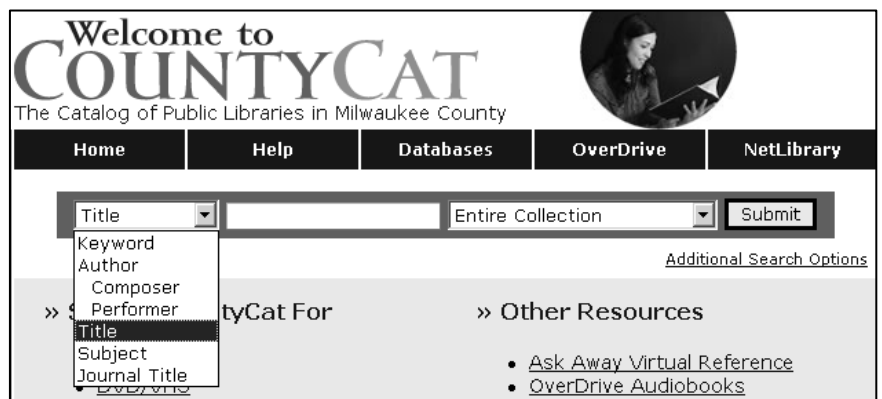 Welcome to
COUNTYCAT
The Catalog of Public Libraries in Milwaukee County
Home Help Databases OverDrive NetLibrary
Title Entire Collection Submit
Keyword
Author
Composer
Performer
Title
Subject
Journal Title
Additional Search Options
» tyCat For
» Other Resources
• Ask Away Virtual Reference
• OverDrive Audiobooks